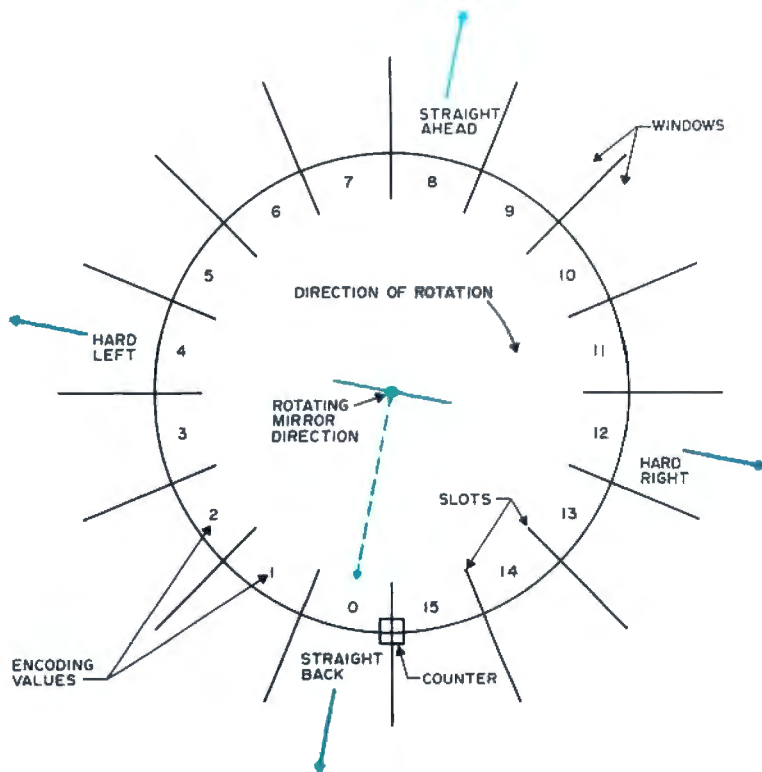 STRAIGHT
AHEAD
WINDOWS
7
8
6
9
5
10
DIRECTION OF ROTATION
HARD
LEFT
4
11
ROTATING
MIRROR
DIRECTION
3
12
HARD
RIGHT
SLOTS
2
13
1
14
0
15
ENCODING
VALUES
STRAIGHT
BACK
COUNTER